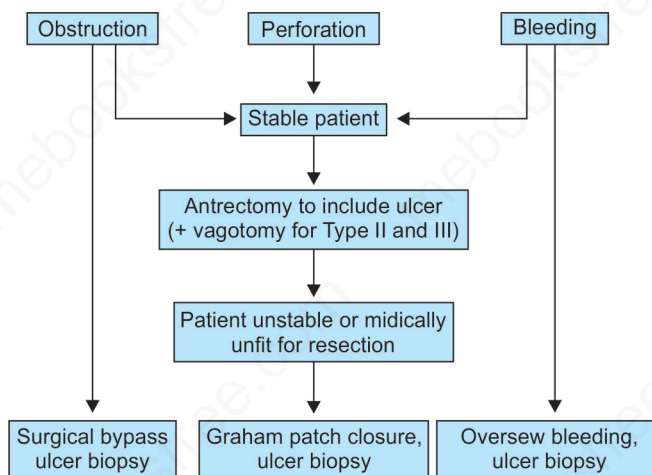 Obstruction
Perforation
Bleeding
Stable patient
Antrectomy to include ulcer
(+ vagotomy for Type II and III)
Patient unstable or midically
unfit for resection
Surgical bypass
ulcer biopsy
Graham patch closure,
ulcer biopsy
Oversew bleeding,
ulcer biopsy